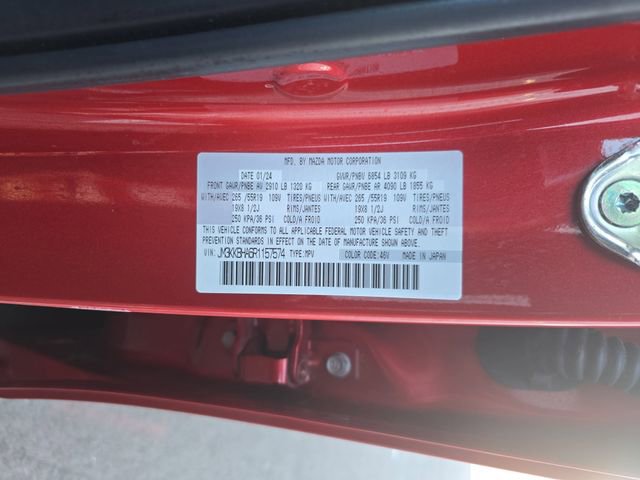 MFD. BY MAZDA MOTOR CORPORATION
DATE 01/24 GVWR/PNBV 6854 LB 3109 KG
FRONT GAWR/PNBE AV 2910 LB 1320 KG REAR GAWR/PNBE AR 4090 LB 1855 KG
WITH/AVEC 265 /55R19 109V TIRES/PNEUS WITH/AVEC 265 /55R19 109V TIRES/PNEUS
19X8 1/2J RIMS/JANTES 19X8 1/2J RIMS/JANTES
250 KPA/36 PSI COLD/A FROID 250 KPA/36 PSI COLD/A FROID
THIS VEHICLE CONFORMS TO ALL APPLICABLE FEDERAL MOTOR VEHICLE SAFETY AND THEFT
PREVENTION STANDARDS IN EFFECT ON THE DATE OF MANUFACTURE SHOWN ABOVE.
VIN: JM3KKBHA6R1157574 TYPE: MPV COLOR CODE: 46V MADE IN JAPAN